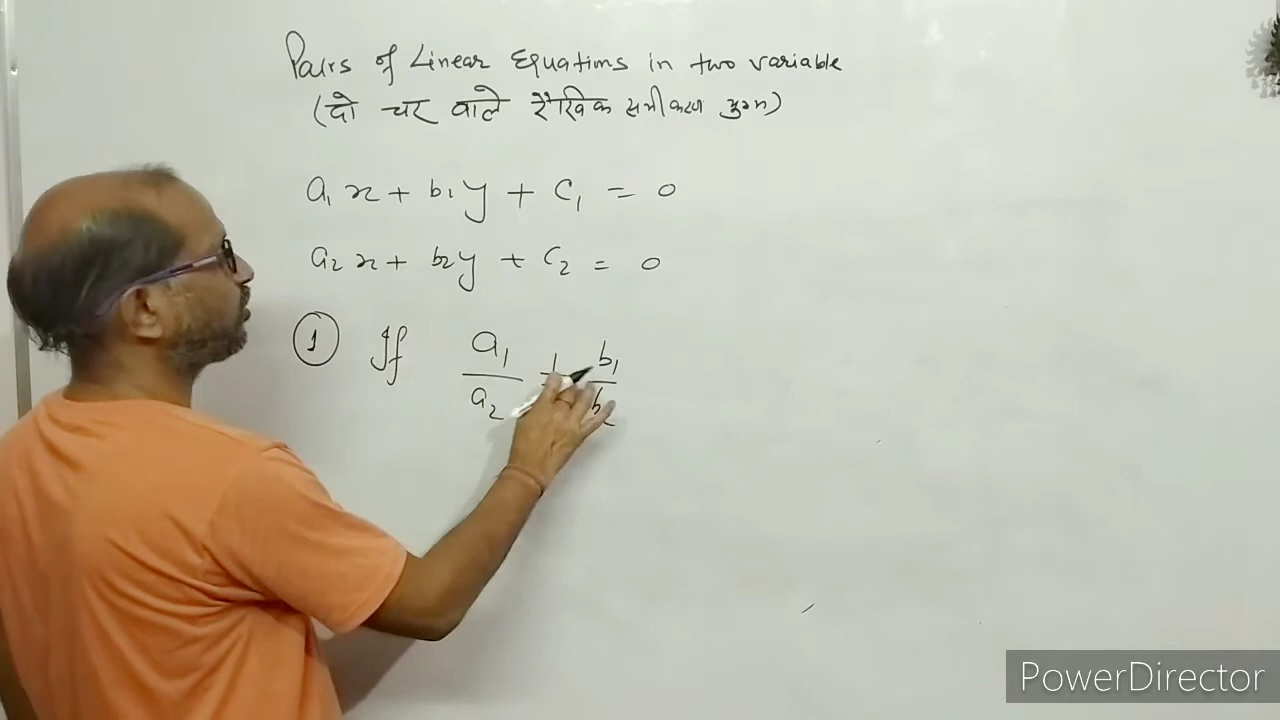 Pairs of Linear Equations in two variable
(दो चर वाले रैखिक समीकरण युग्म)
a₁x + b₁y + c₁ = 0
a₂x + b₂y + c₂ = 0
① If a₁/a₂ ≠ b₁/b₂
PowerDirector